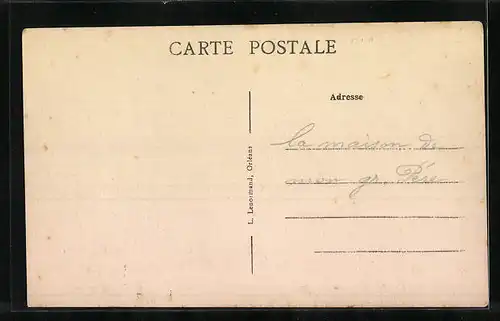 CARTE POSTALE
Adresse
la maison de
mon gr. Père
L. Lenormand, Orléans